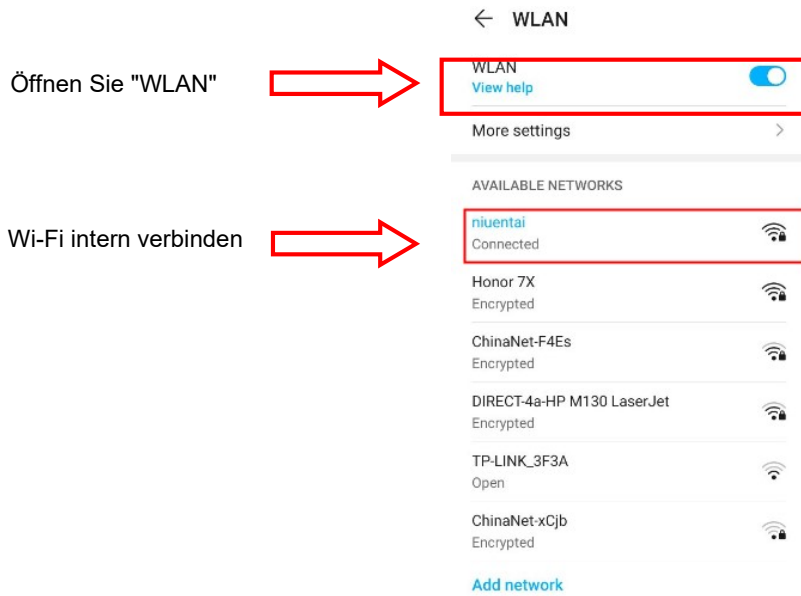 WLAN
Öffnen Sie "WLAN"
WLAN
View help
More settings
AVAILABLE NETWORKS
Wi-Fi intern verbinden
niuentai
Connected
Honor 7X
Encrypted
ChinaNet-F4Es
Encrypted
DIRECT-4a-HP M130 LaserJet
Encrypted
TP-LINK_3F3A
Open
ChinaNet-xCjb
Encrypted
Add network